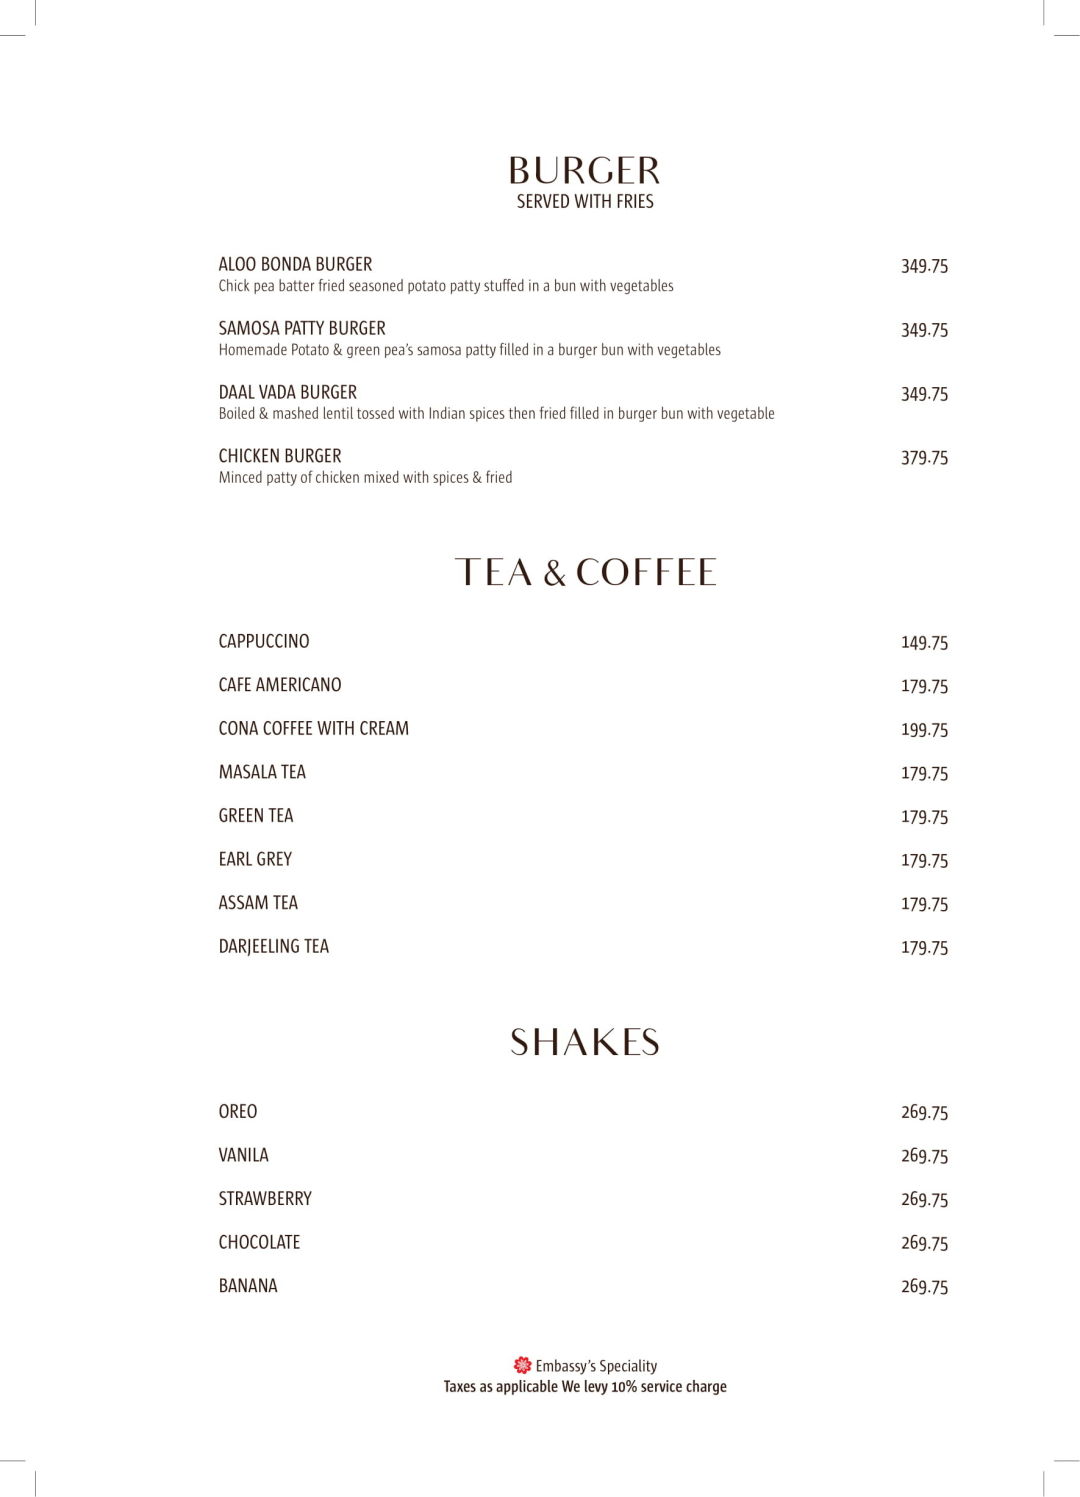 BURGER
SERVED WITH FRIES
ALOO BONDA BURGER 349.75
Chick pea batter fried seasoned potato patty stuffed in a bun with vegetables
SAMOSA PATTY BURGER 349.75
Homemade Potato & green pea's samosa patty filled in a burger bun with vegetables
DAAL VADA BURGER 349.75
Boiled & mashed lentil tossed with Indian spices then fried filled in burger bun with vegetable
CHICKEN BURGER 379.75
Minced patty of chicken mixed with spices & fried
TEA & COFFEE
CAPPUCCINO 149.75
CAFE AMERICANO 179.75
CONA COFFEE WITH CREAM 199.75
MASALA TEA 179.75
GREEN TEA 179.75
EARL GREY 179.75
ASSAM TEA 179.75
DARJEELING TEA 179.75
SHAKES
OREO 269.75
VANILA 269.75
STRAWBERRY 269.75
CHOCOLATE 269.75
BANANA 269.75
Embassy's Speciality
Taxes as applicable We levy 10% service charge